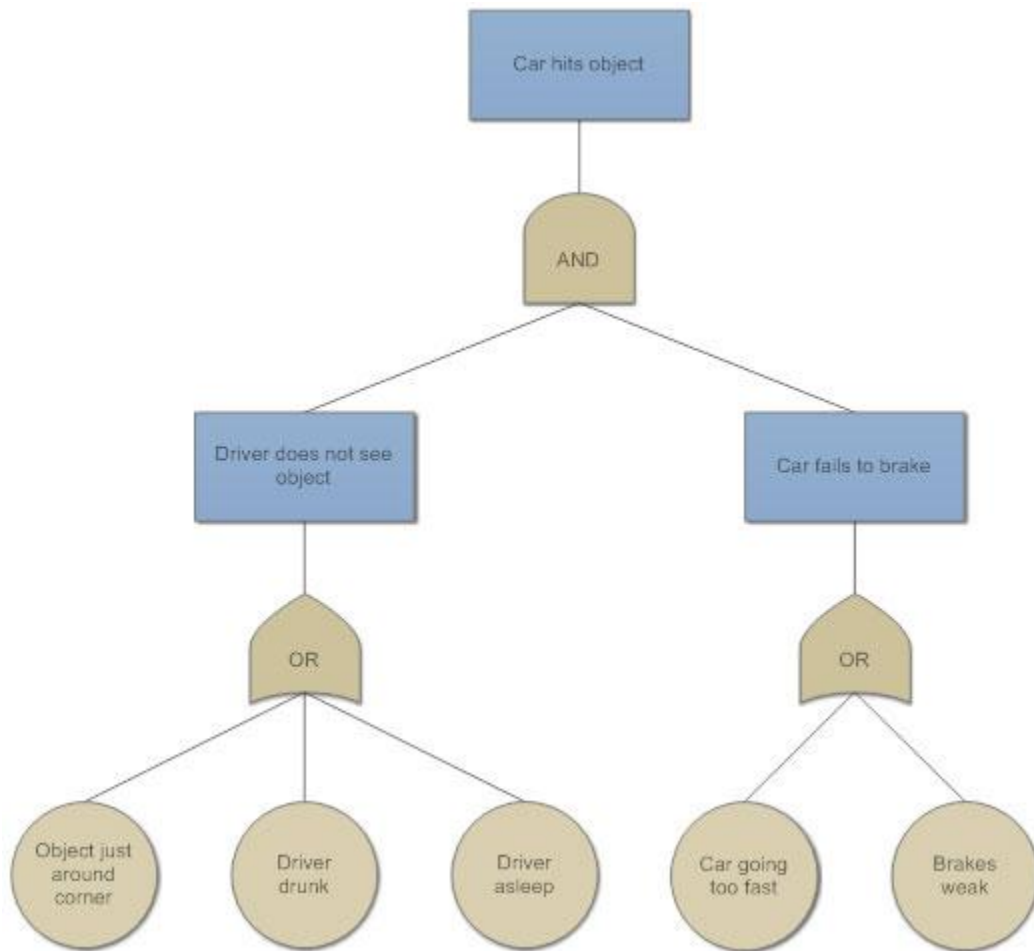 Car hits object
AND
Driver does not see
object
Car fails to brake
OR
OR
Object just
around
corner
Driver
drunk
Driver
asleep
Car going
too fast
Brakes
weak